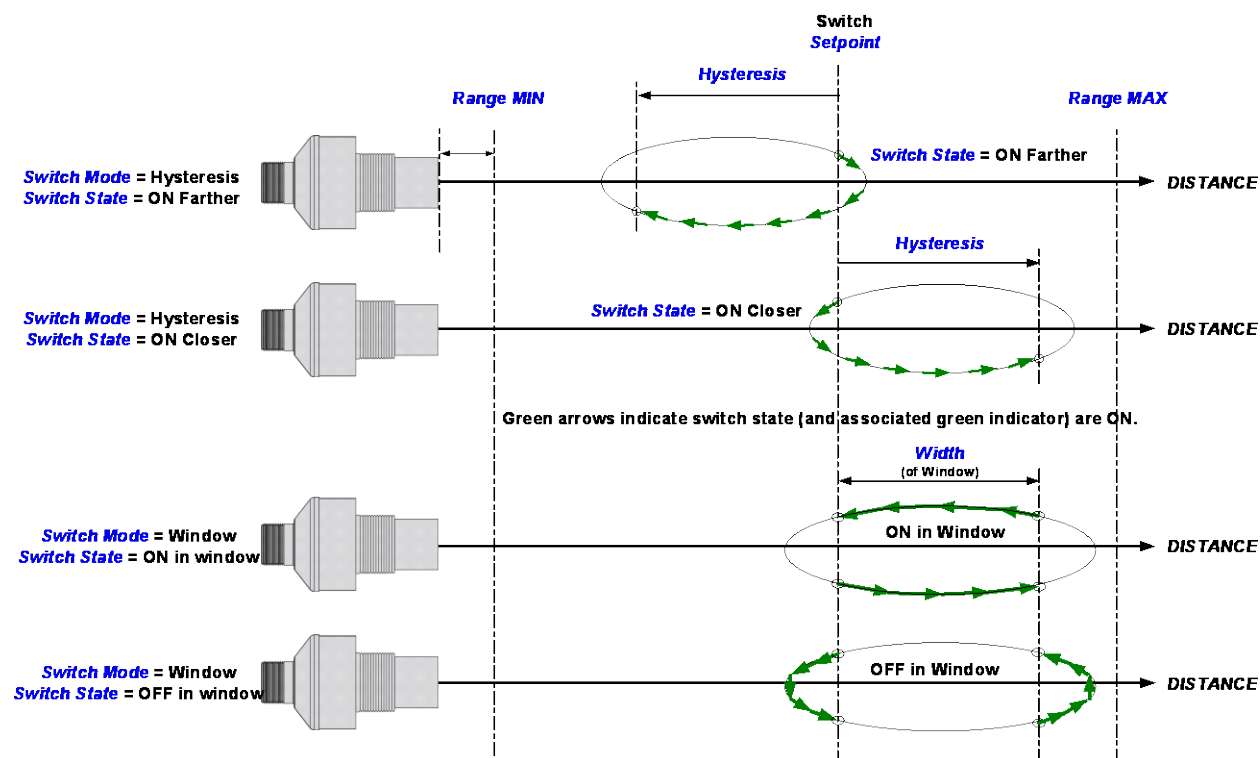 Switch
Setpoint
Hysteresis
Range MIN
Range MAX
Switch State = ON Farther
Switch Mode = Hysteresis
Switch State = ON Farther
DISTANCE
Hysteresis
Switch State = ON Closer
Switch Mode = Hysteresis
Switch State = ON Closer
DISTANCE
Green arrows indicate switch state (and associated green indicator) are ON.
Width
(of Window)
Switch Mode = Window
Switch State = ON in window
ON in Window
DISTANCE
Switch Mode = Window
Switch State = OFF in window
OFF in Window
DISTANCE